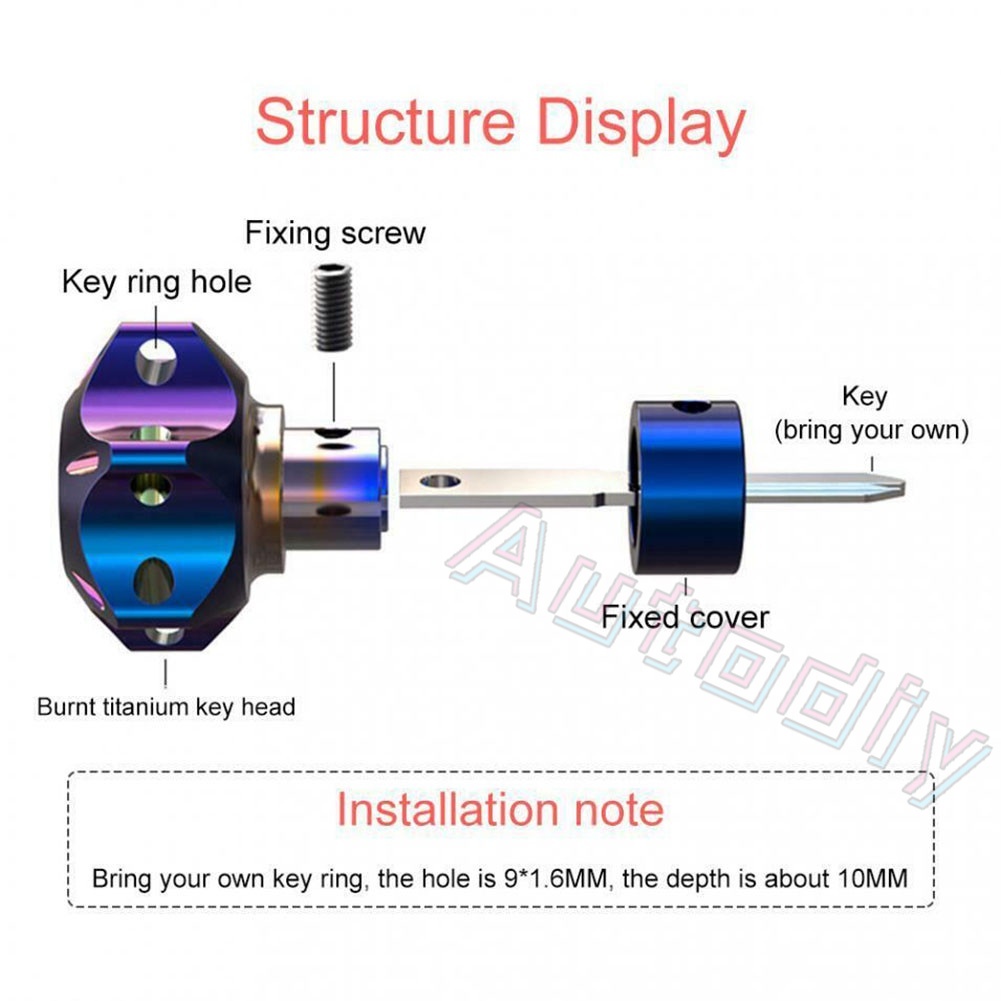 Structure Display
Fixing screw
Key ring hole
Key
(bring your own)
Fixed cover
Burnt titanium key head
Autodiy
Installation note
Bring your own key ring, the hole is 9*1.6MM, the depth is about 10MM